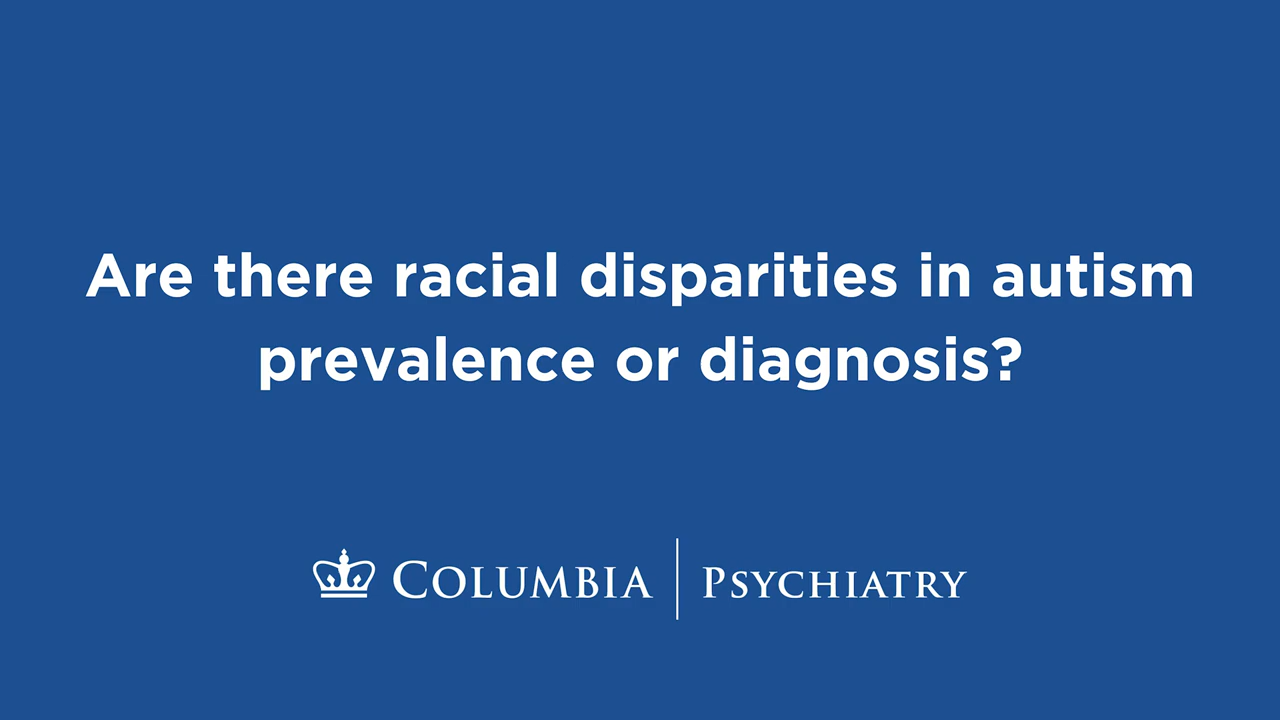 Are there racial disparities in autism
prevalence or diagnosis?
COLUMBIA | PSYCHIATRY